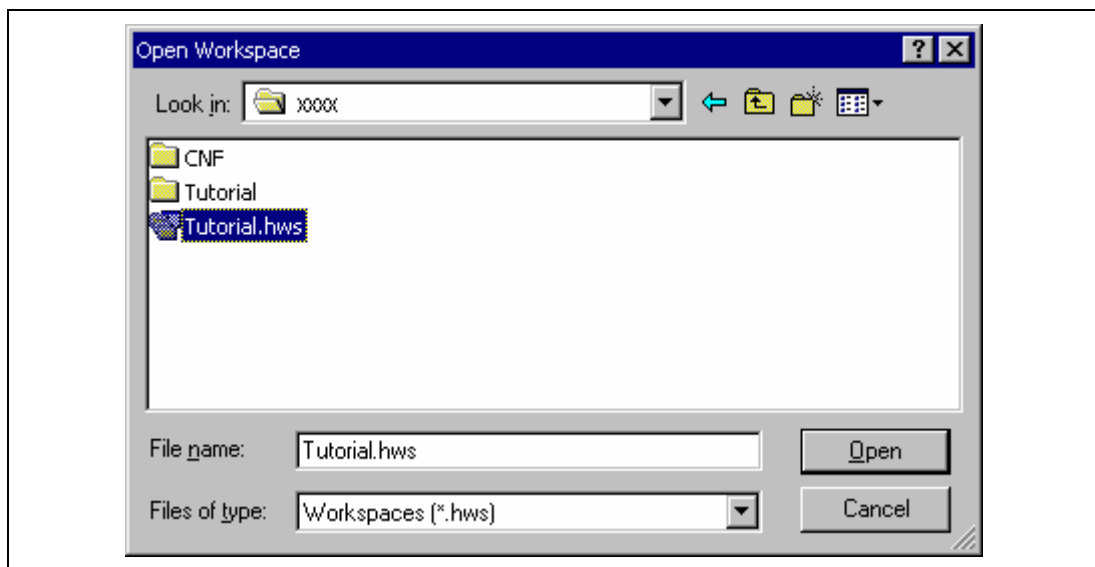 Open Workspace
Look in: xxxx
CNF
Tutorial
Tutorial.hws
File name: Tutorial.hws Open
Files of type: Workspaces (*.hws) Cancel